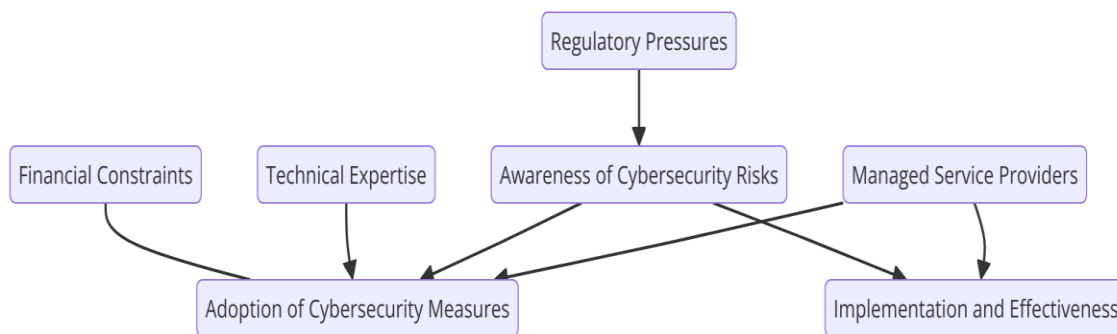 Regulatory Pressures
Financial Constraints
Technical Expertise
Awareness of Cybersecurity Risks
Managed Service Providers
Adoption of Cybersecurity Measures
Implementation and Effectiveness